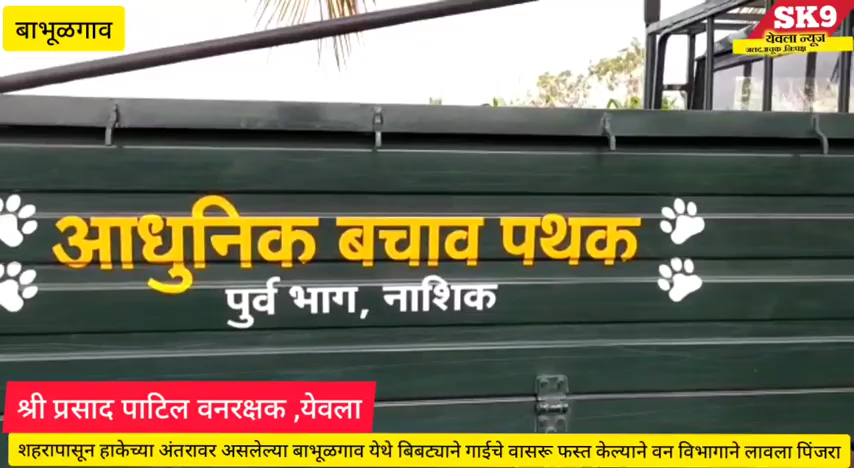 बाभूळगाव
SK9
येवला न्यूज
आधुनिक बचाव पथक
पुर्व भाग, नाशिक
श्री प्रसाद पाटिल वनरक्षक ,येवला
शहरापासून हाकेच्या अंतरावर असलेल्या बाभूळगाव येथे बिबट्याने गाईचे वासरू फस्त केल्याने वन विभागाने लावला पिंजरा